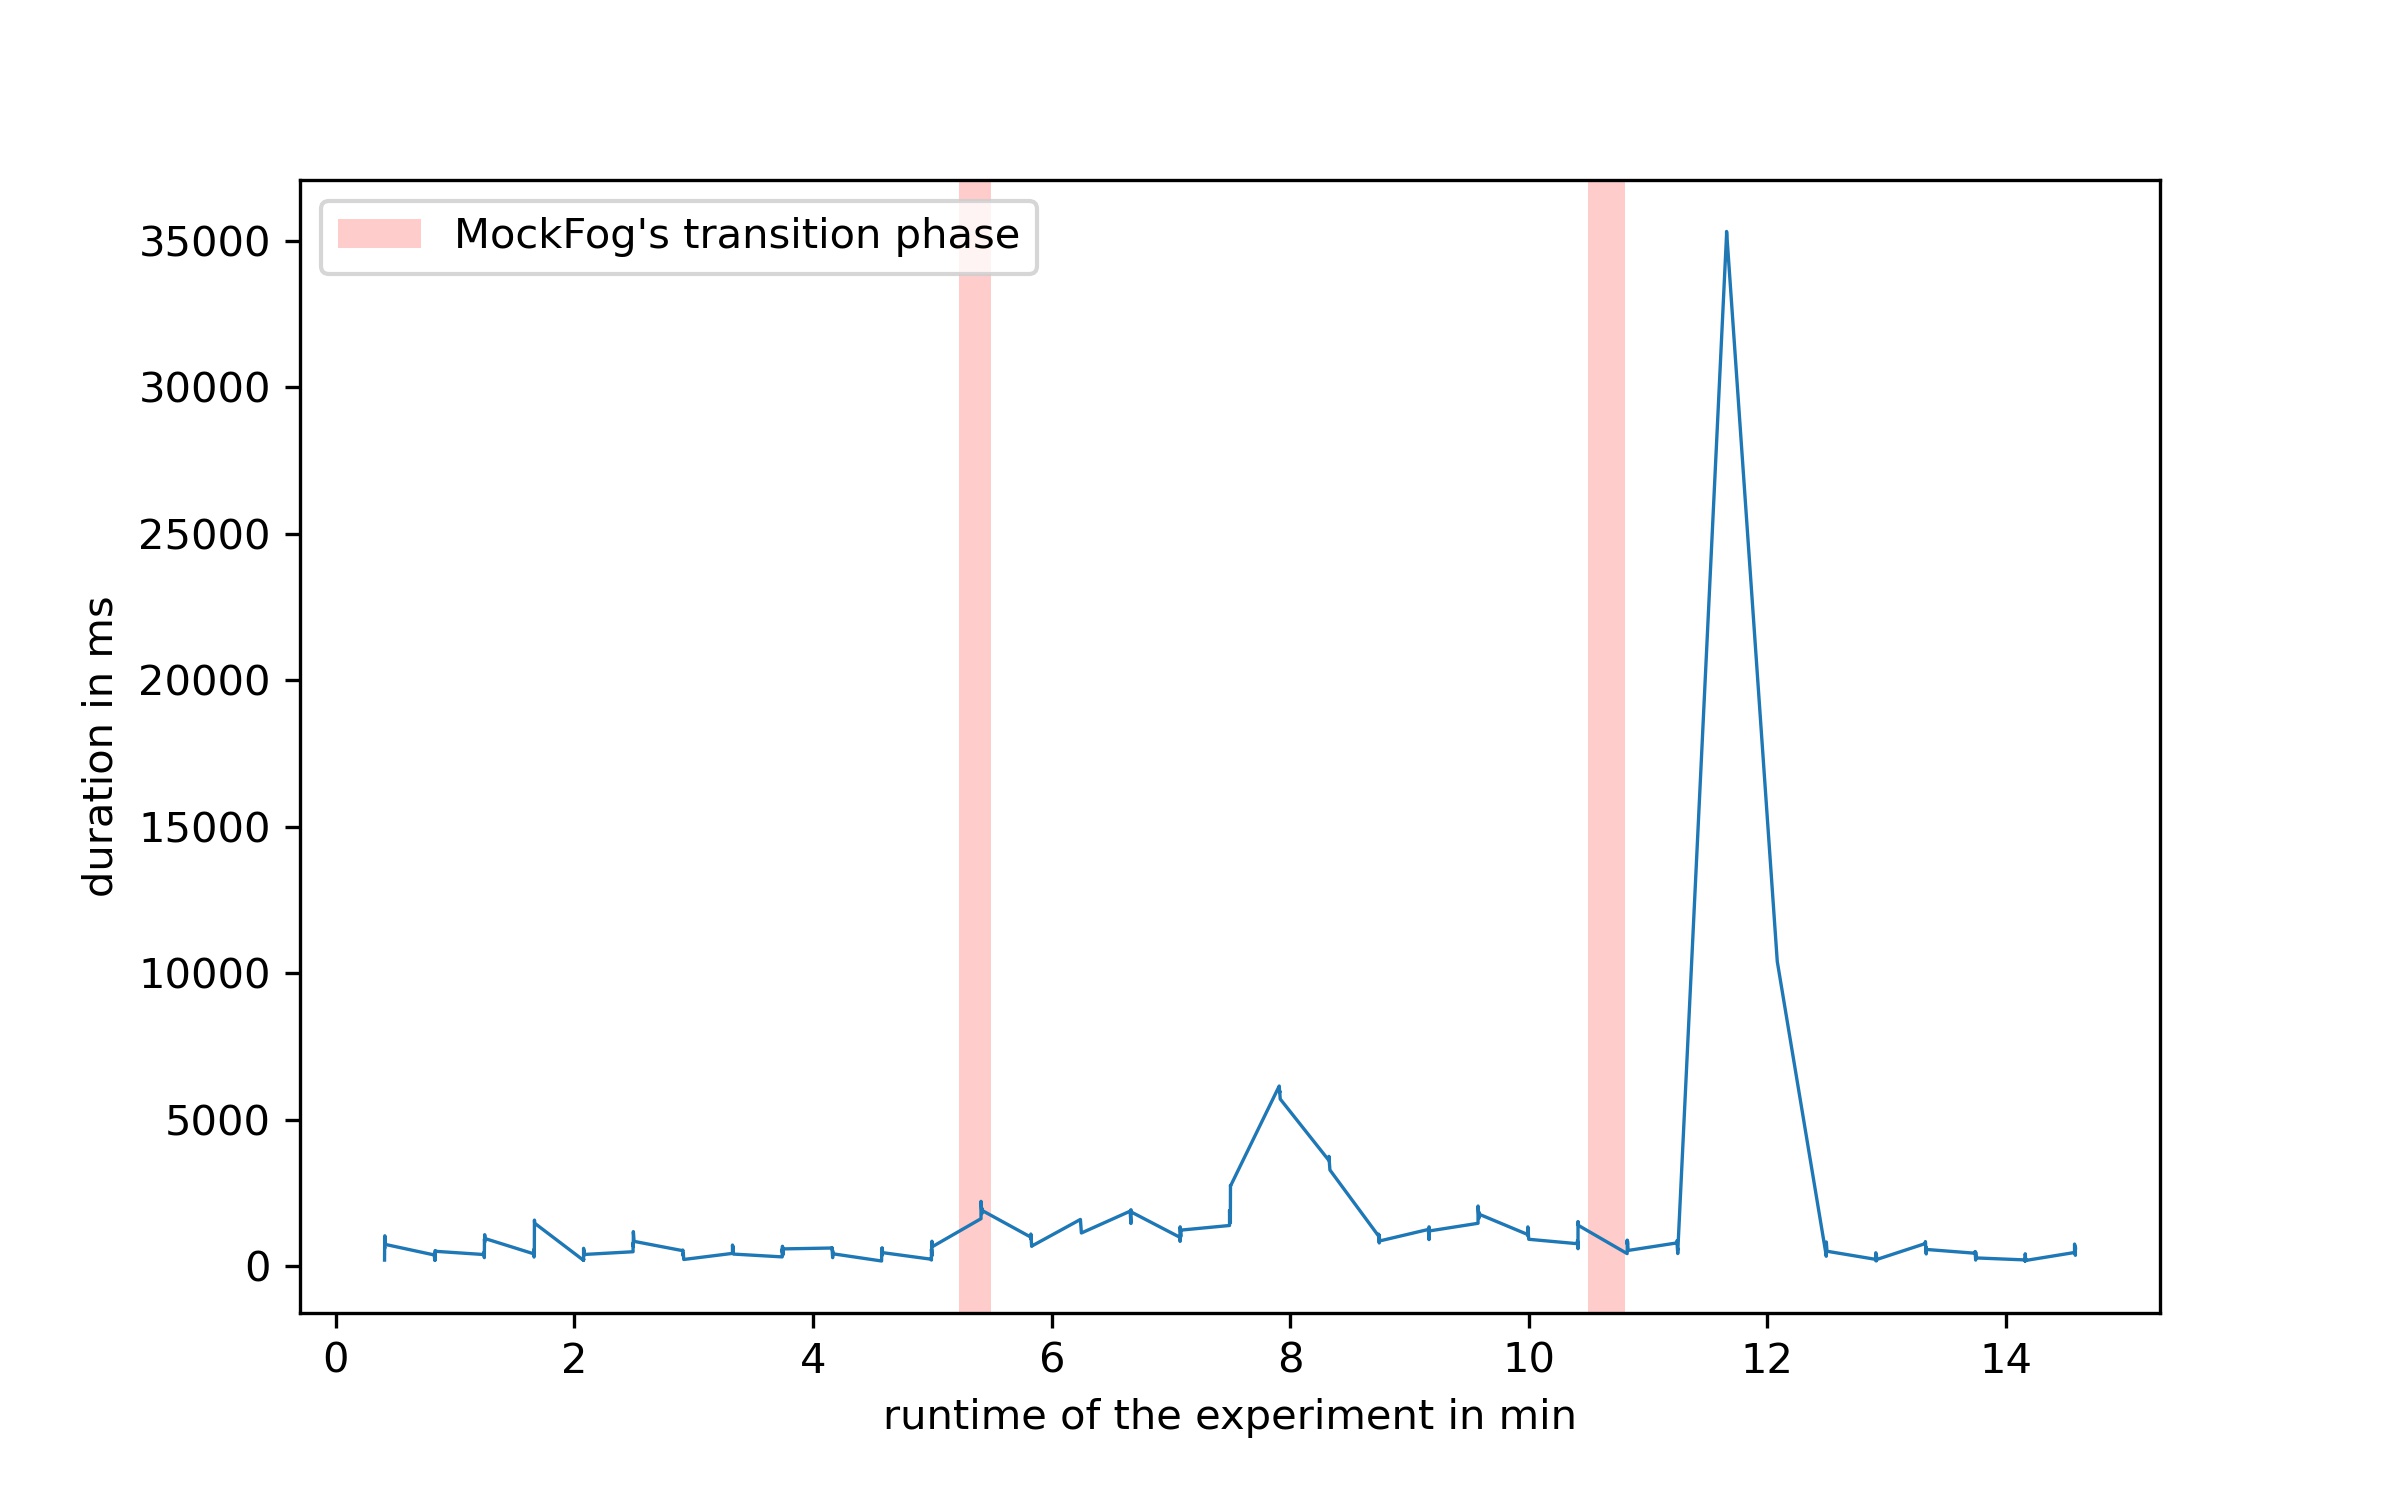 MockFog's transition phase
35000
30000
25000
20000
15000
10000
5000
0
duration in ms
0 2 4 6 8 10 12 14
runtime of the experiment in min